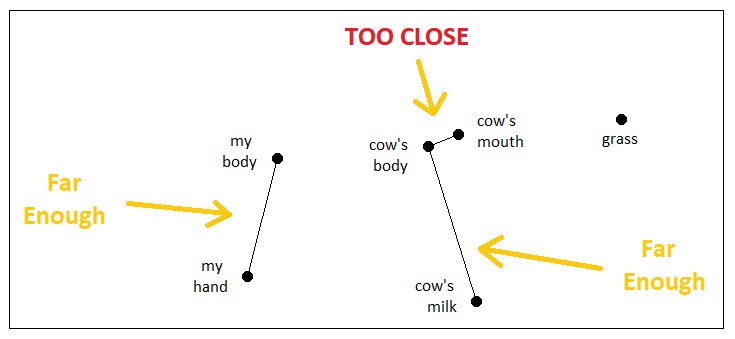 TOO CLOSE
my
body
cow's
body
cow's
mouth
grass
Far
Enough
my
hand
cow's
milk
Far
Enough